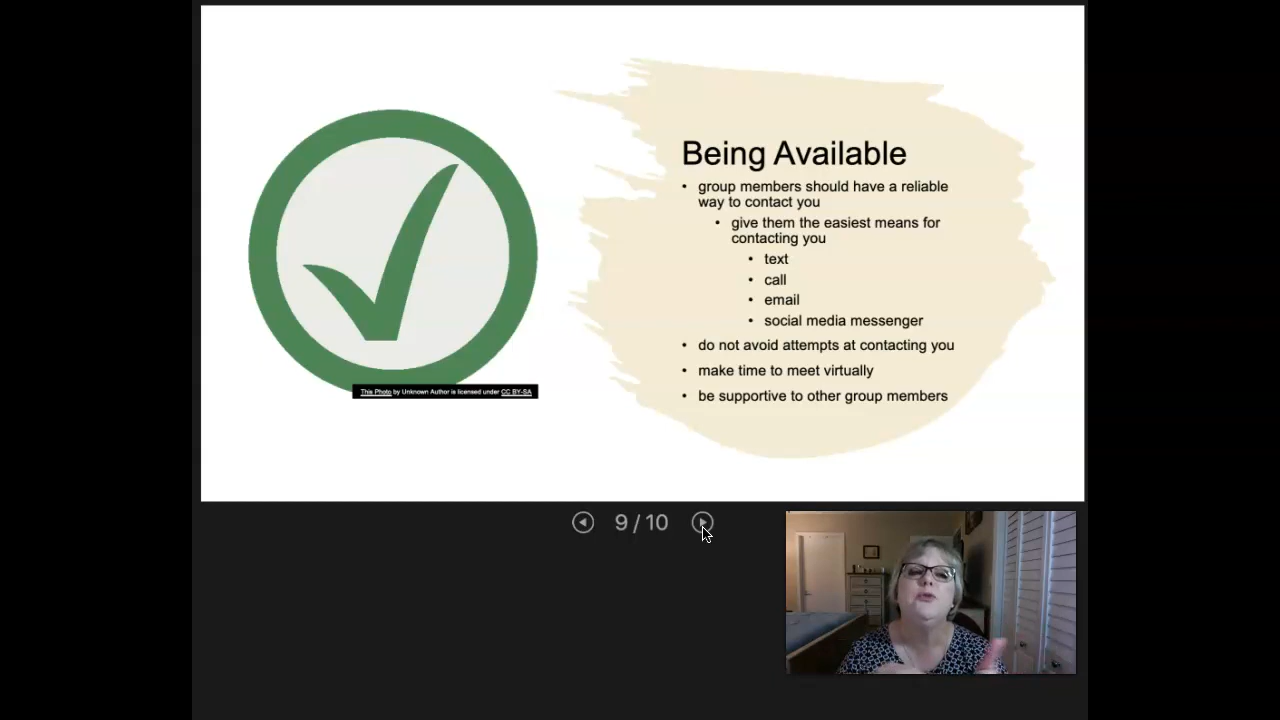 Being Available
• group members should have a reliable
way to contact you
• give them the easiest means for
contacting you
• text
• call
• email
• social media messenger
• do not avoid attempts at contacting you
• make time to meet virtually
• be supportive to other group members
This Photo by Unknown Author is licensed under CC BY-SA
9 / 10